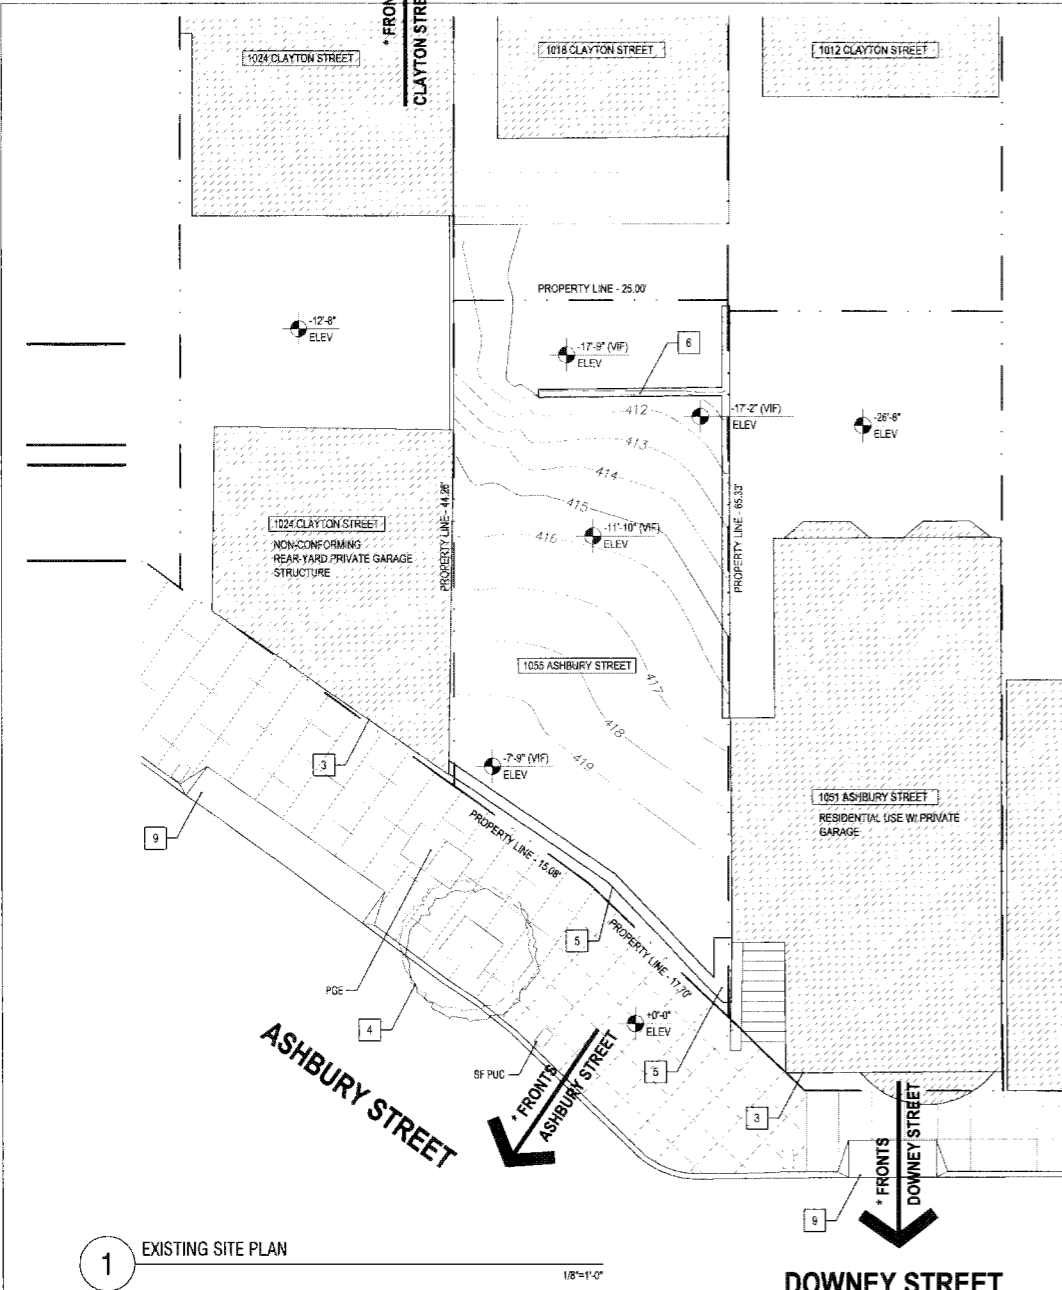 * FRON
CLAYTON STRE
1024 CLAYTON STREET
1018 CLAYTON STREET
1012 CLAYTON STREET
PROPERTY LINE - 25.00'
-12'-8"
ELEV
-17'-9" (VIF)
ELEV
6
412
-17'-2" (VIF)
ELEV
-26'-8"
ELEV
413
414
415
416
-11'-10" (VIF)
ELEV
PROPERTY LINE - 44.26'
PROPERTY LINE - 65.33'
1024 CLAYTON STREET
NON-CONFORMING
REAR-YARD PRIVATE GARAGE
STRUCTURE
1055 ASHBURY STREET
417
418
419
-7'-9" (VIF)
ELEV
3
9
1051 ASHBURY STREET
RESIDENTIAL USE W/ PRIVATE
GARAGE
PROPERTY LINE - 15.08'
5
PROPERTY LINE - 17.70'
PGE
4
+0'-0"
ELEV
SF PUC
5
3
ASHBURY STREET
* FRONTS
ASHBURY STREET
* FRONTS
DOWNEY STREET
9
1
EXISTING SITE PLAN
1/8"=1'-0"
DOWNEY STREET